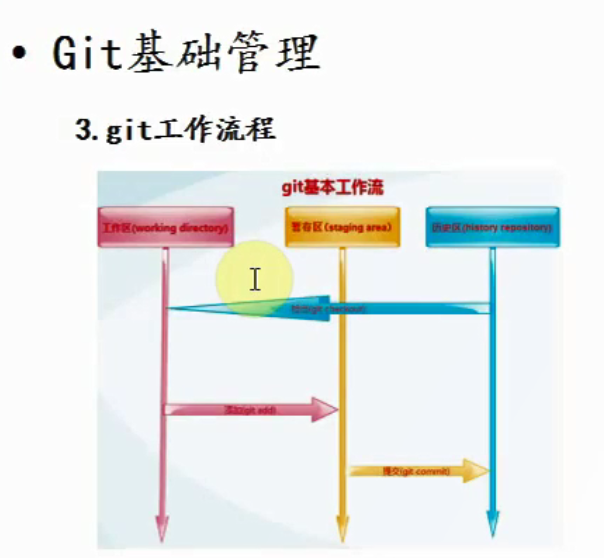 • Git基础管理
3.git工作流程
git基本工作流
工作区(working directory)
暂存区(staging area)
历史区(history repository)
检出(git checkout)
添加(git add)
提交(git commit)